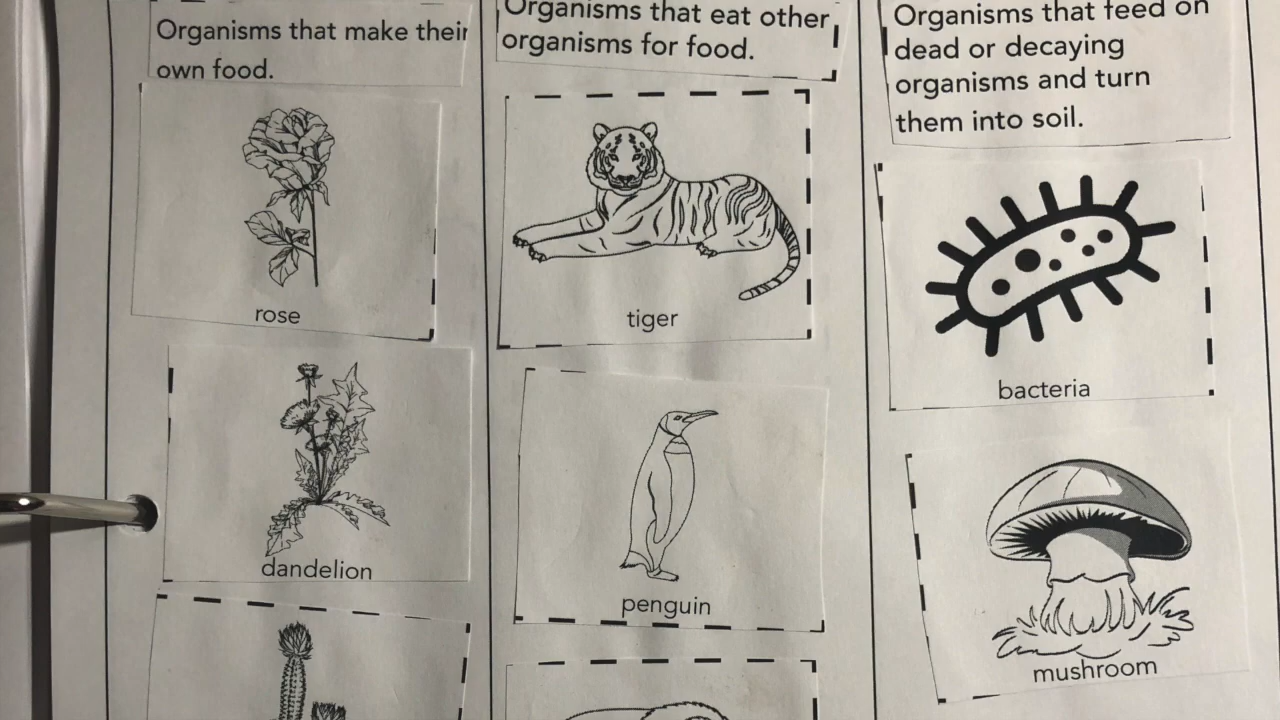 Organisms that make their
own food.
rose
dandelion
Organisms that eat other
organisms for food.
tiger
penguin
Organisms that feed on
dead or decaying
organisms and turn
them into soil.
bacteria
mushroom